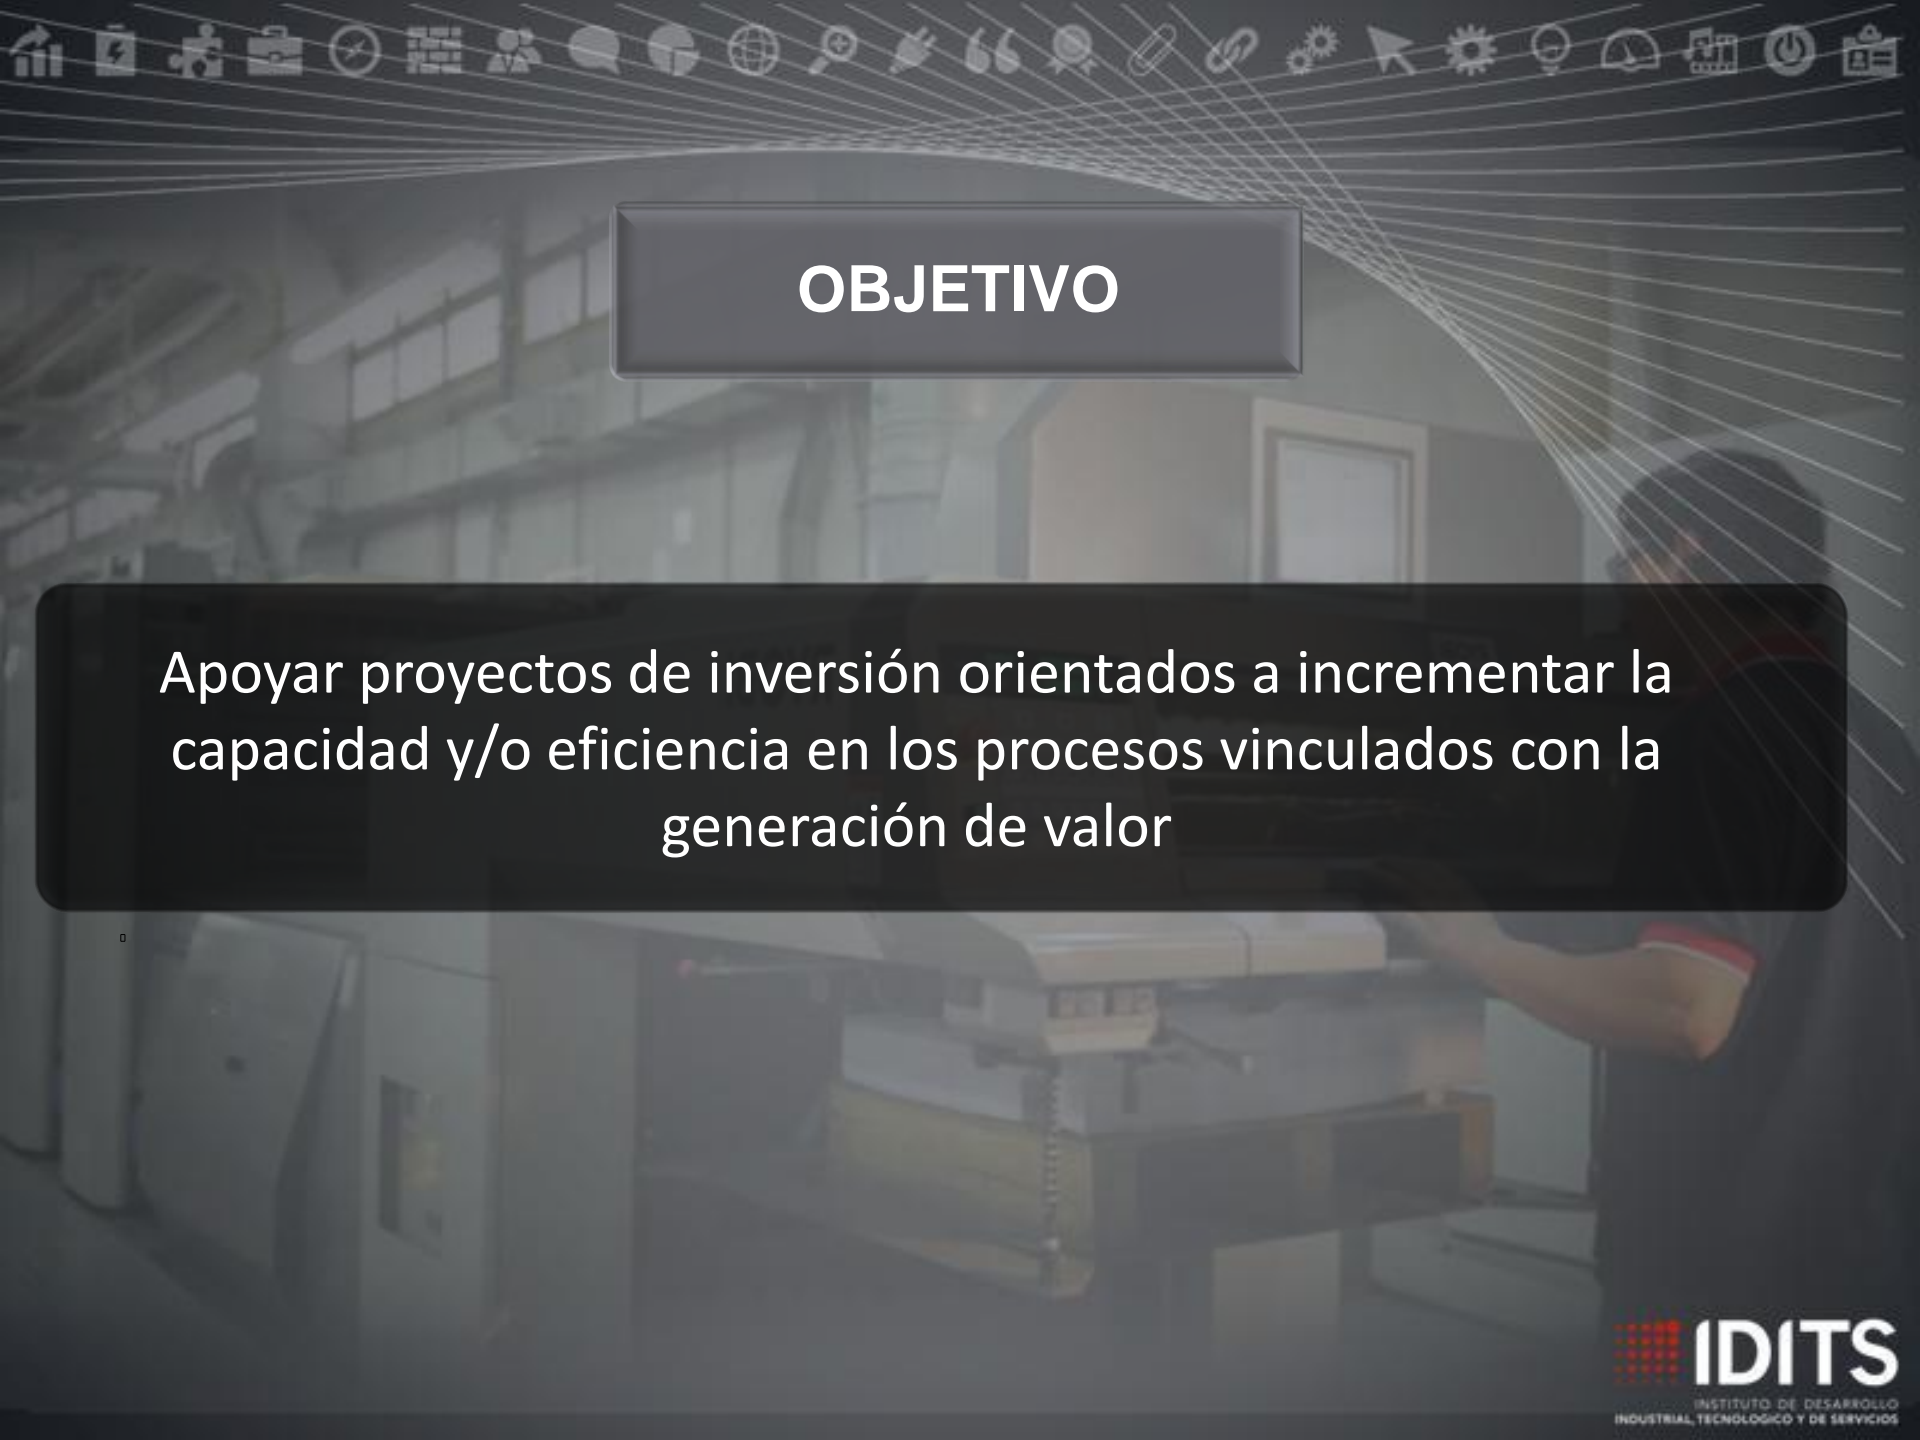 OBJETIVO
Apoyar proyectos de inversión orientados a incrementar la
capacidad y/o eficiencia en los procesos vinculados con la
generación de valor
IDITS
INSTITUTO DE DESARROLLO
INDUSTRIAL, TECNOLOGICO Y DE SERVICIOS